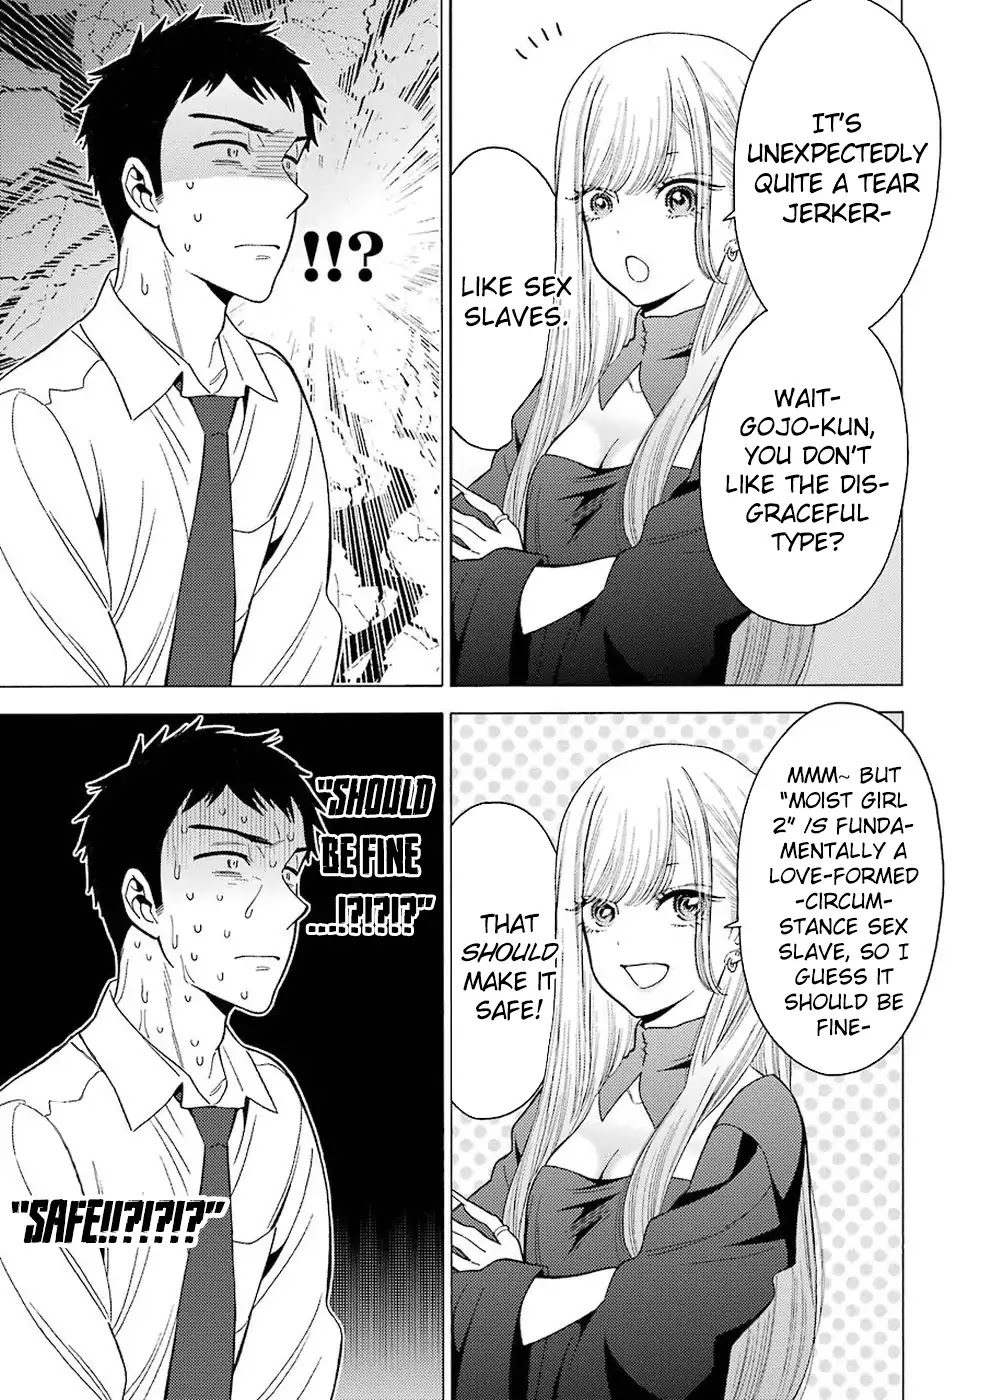 IT'S
UNEXPECTEDLY
QUITE A TEAR
JERKER-
WAIT-
GOJO-KUN,
YOU DON'T
LIKE THE DIS-
GRACEFUL
TYPE?
LIKE SEX
SLAVES.
!!?
MMM~ BUT
"MOIST GIRL
2" IS FUNDA-
MENTALLY A
LOVE-FORMED
-CIRCUM-
STANCE SEX
SLAVE, SO I
GUESS IT
SHOULD BE
FINE-
THAT
SHOULD
MAKE IT
SAFE!
"SHOULD
BE FINE
...!?!?!?"
"SAFE!!?!?!?"